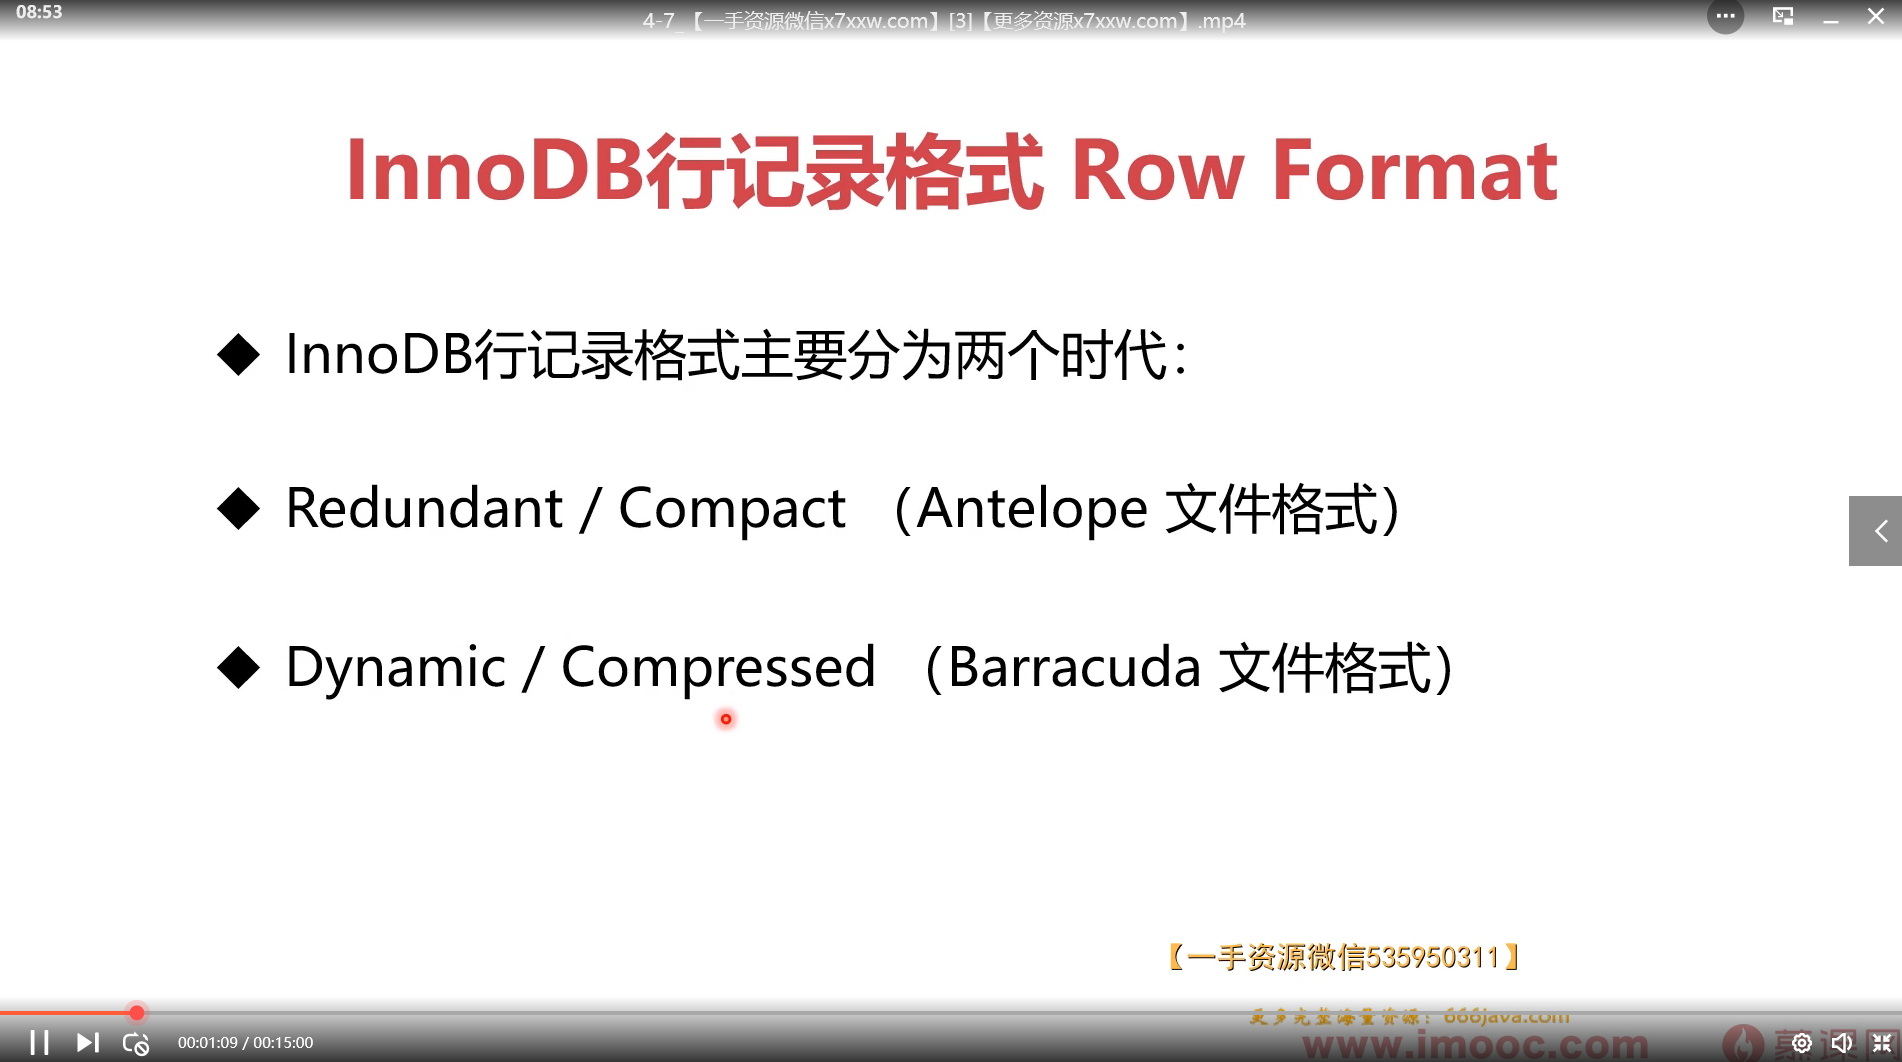 08:53
4-7_【一手资源微信x7xxw.com】[3]【更多资源x7xxw.com】.mp4
InnoDB行记录格式 Row Format
◆ InnoDB行记录格式主要分为两个时代：
◆ Redundant / Compact （Antelope 文件格式）
◆ Dynamic / Compressed （Barracuda 文件格式）
【一手资源微信535950311】
更多完整海量资源：666java.com
00:01:09 / 00:15:00
www.imooc.com
慕课网